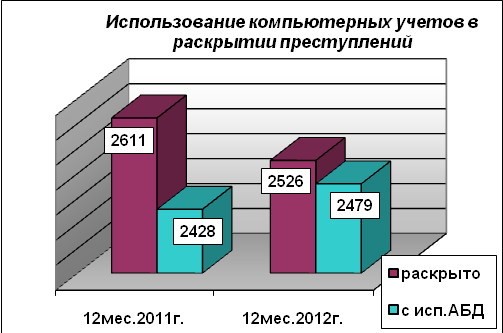 Использование компьютерных учетов в
раскрытии преступлений
2611
2428
2526
2479
12мес.2011г.
12мес.2012г.
раскрыто
с исп.АБД